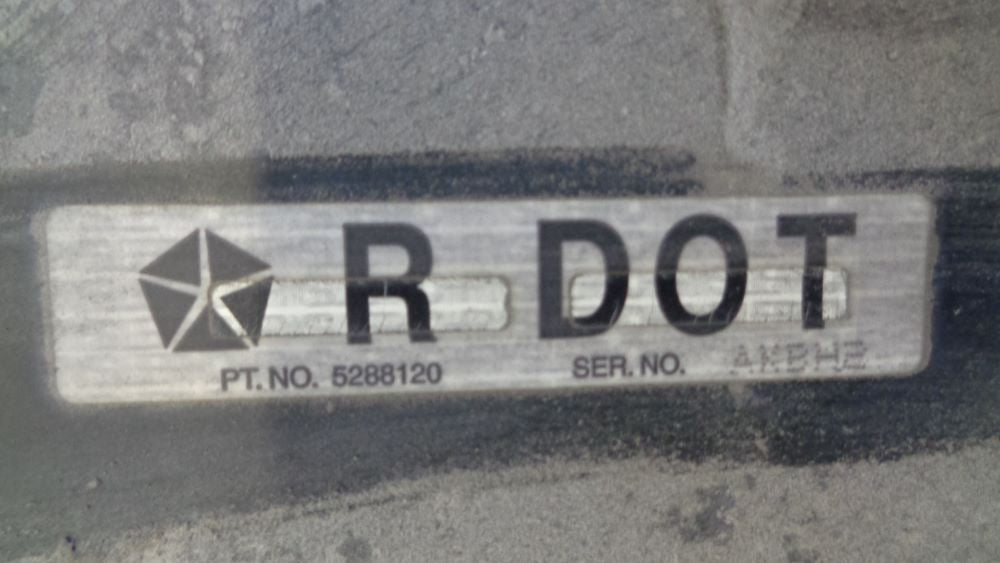 R DOT
PT. NO. 5288120 SER. NO.